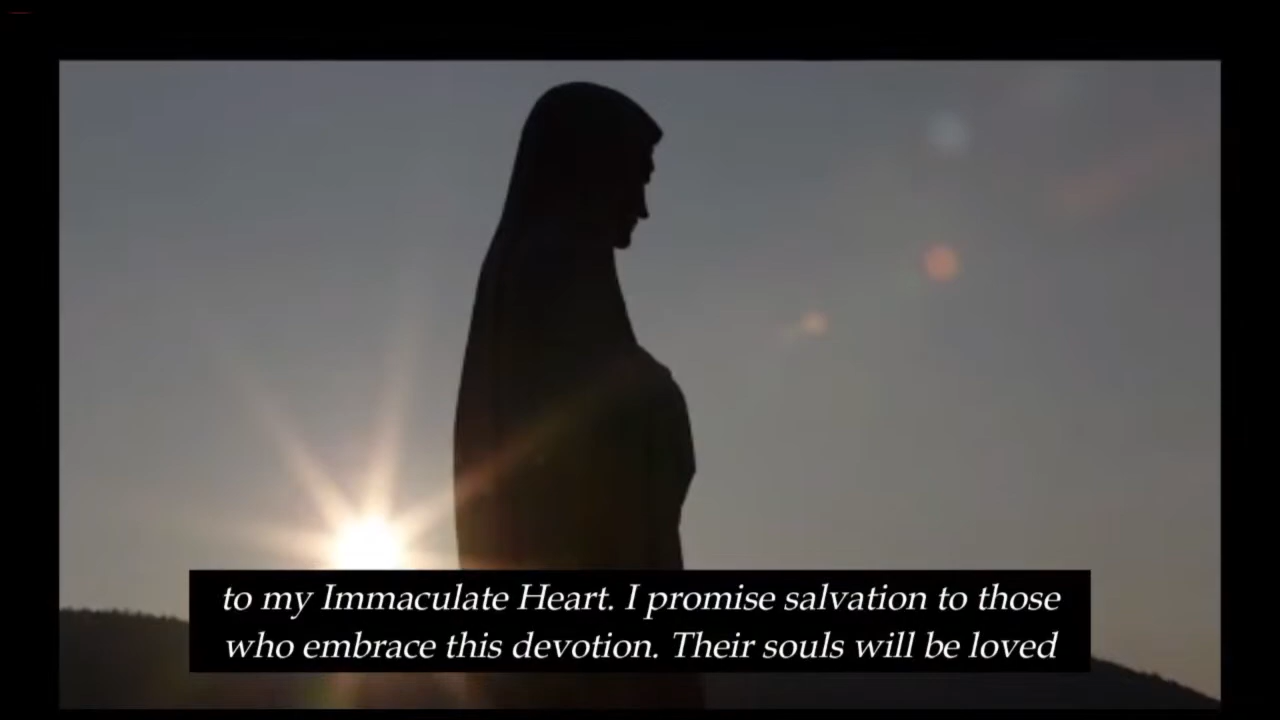 to my Immaculate Heart. I promise salvation to those
who embrace this devotion. Their souls will be loved